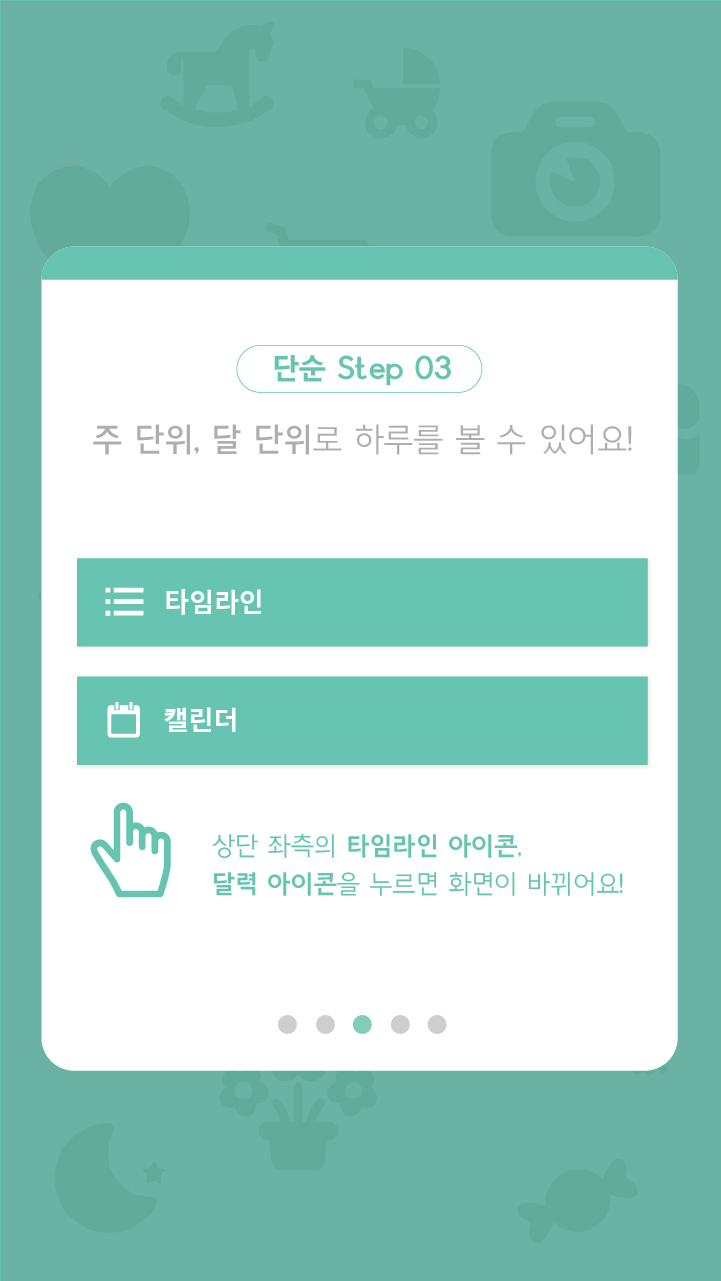 단순 Step 03
주 단위, 달 단위로 하루를 볼 수 있어요!
타임라인
캘린더
상단 좌측의 타임라인 아이콘,
달력 아이콘을 누르면 화면이 바뀌어요!